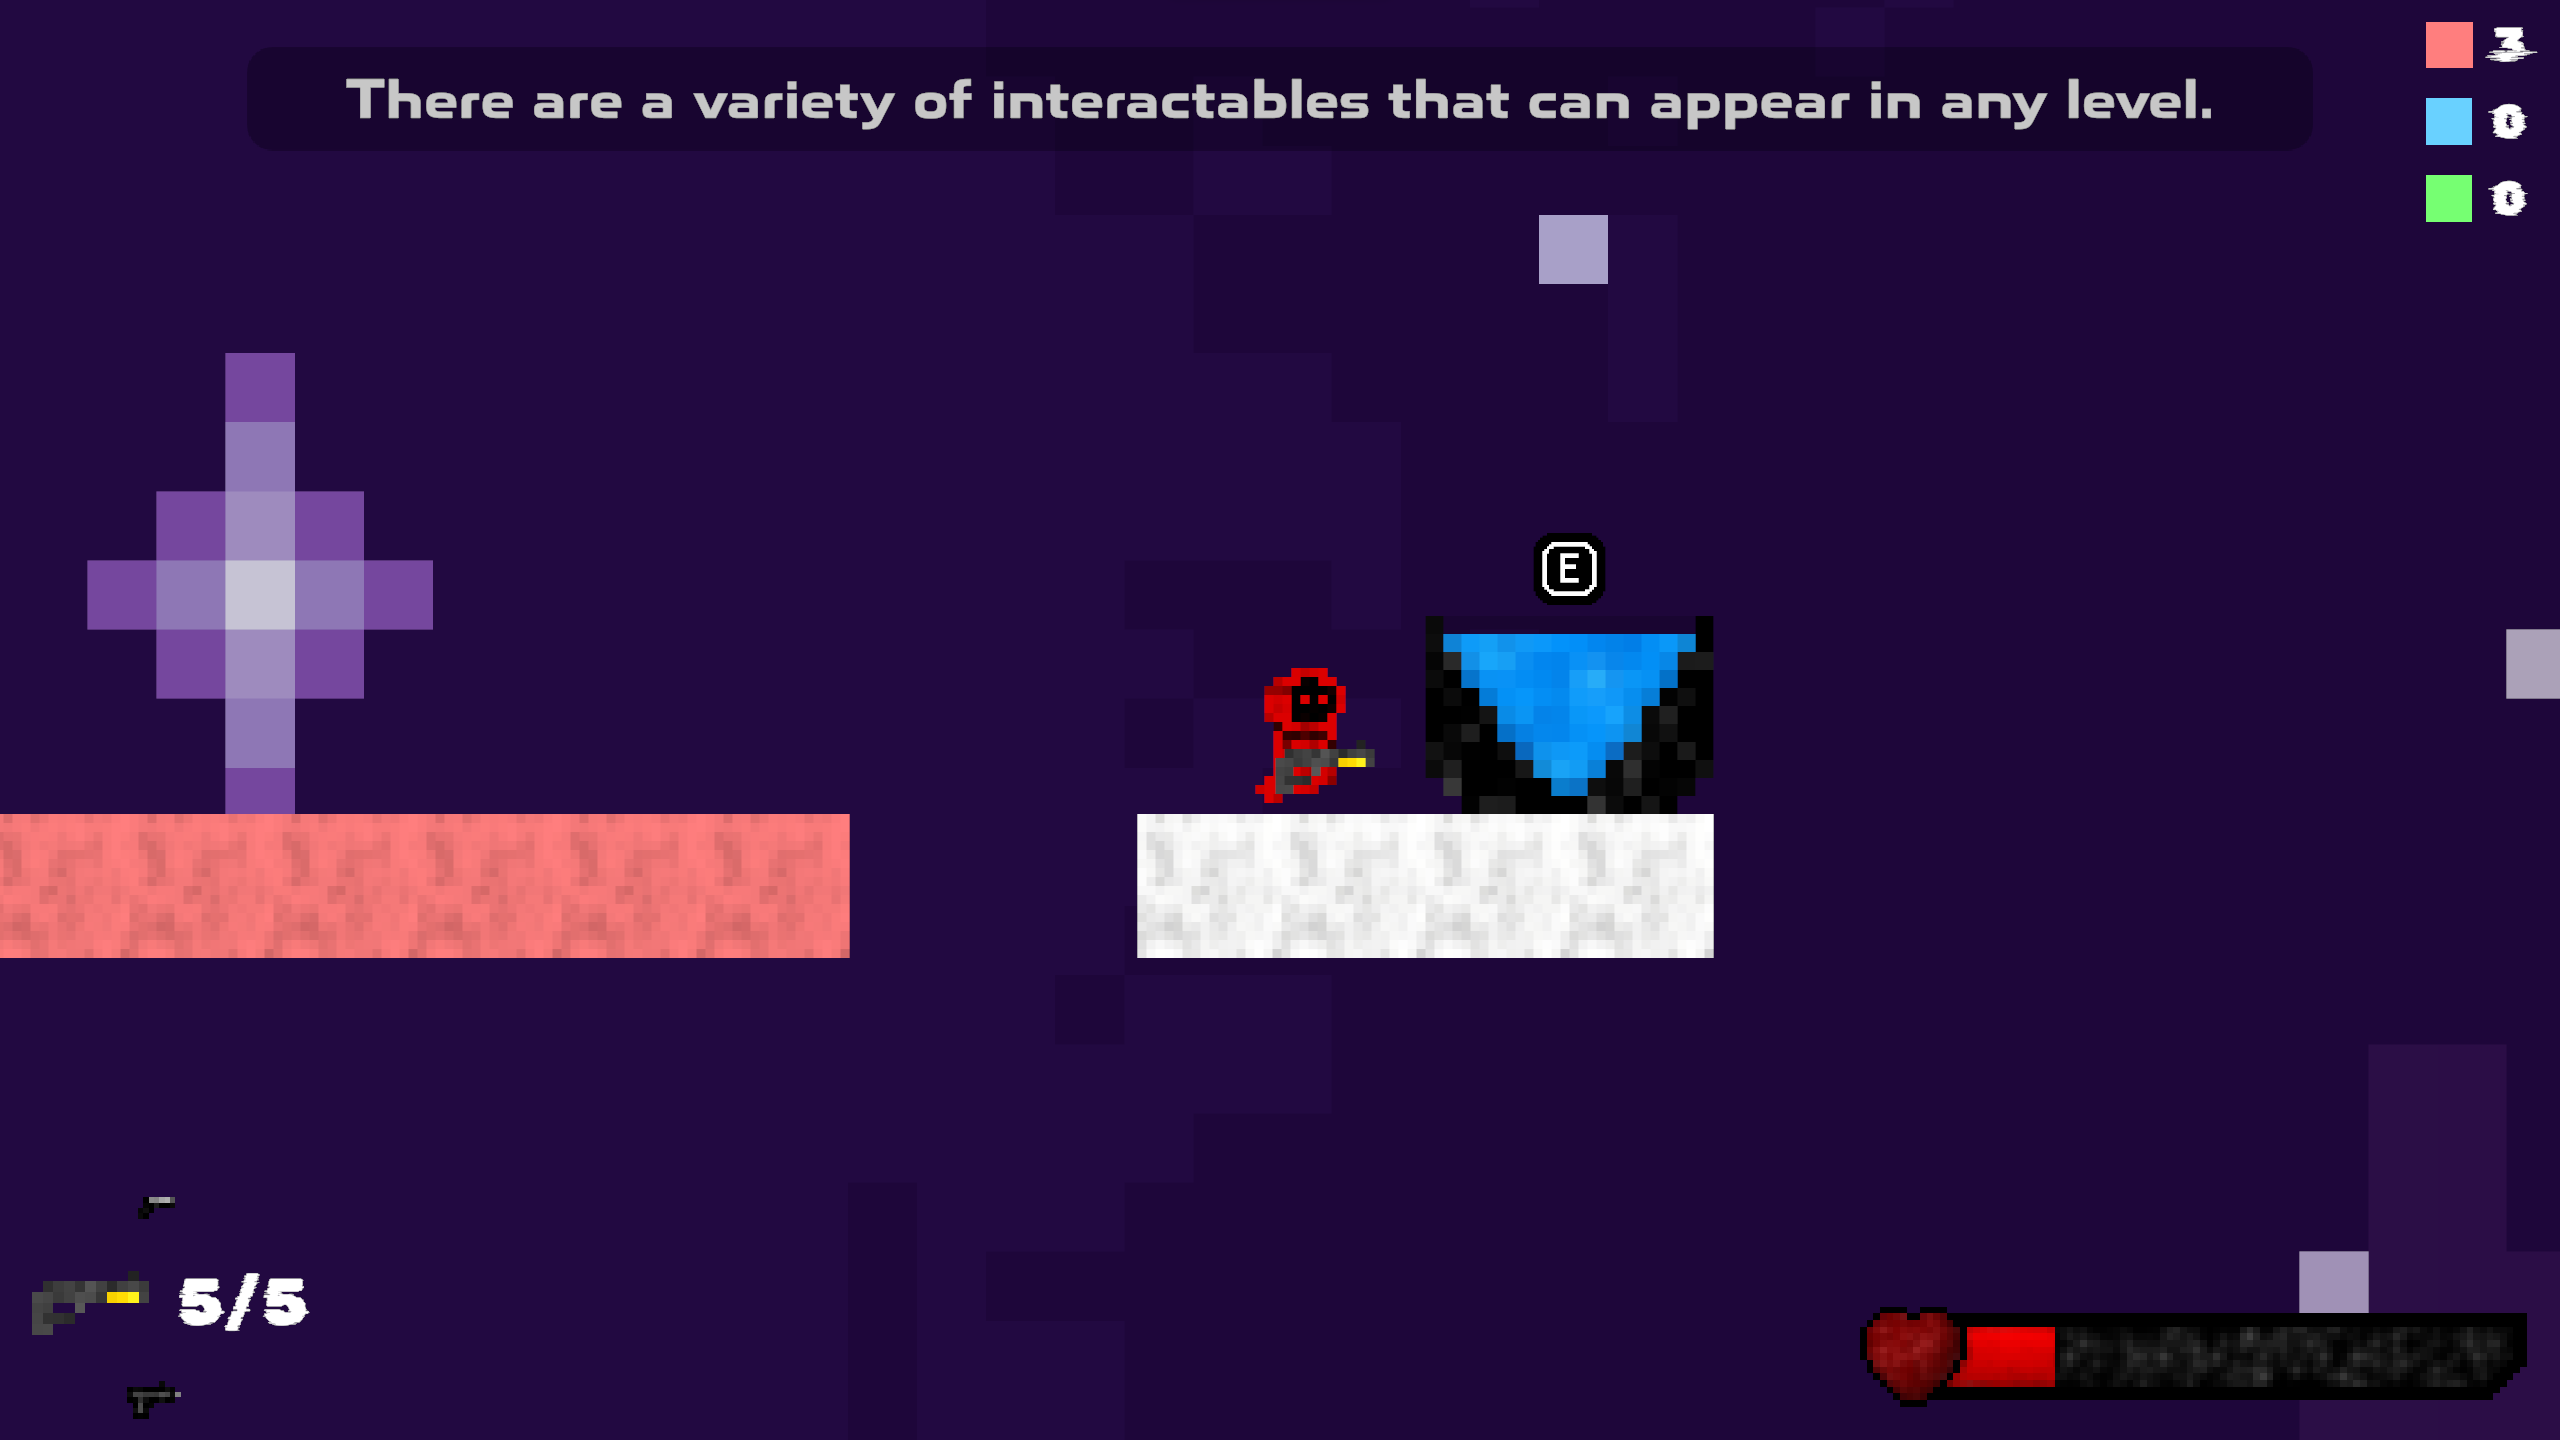 There are a variety of interactables that can appear in any level.
3
0
0
E
5/5